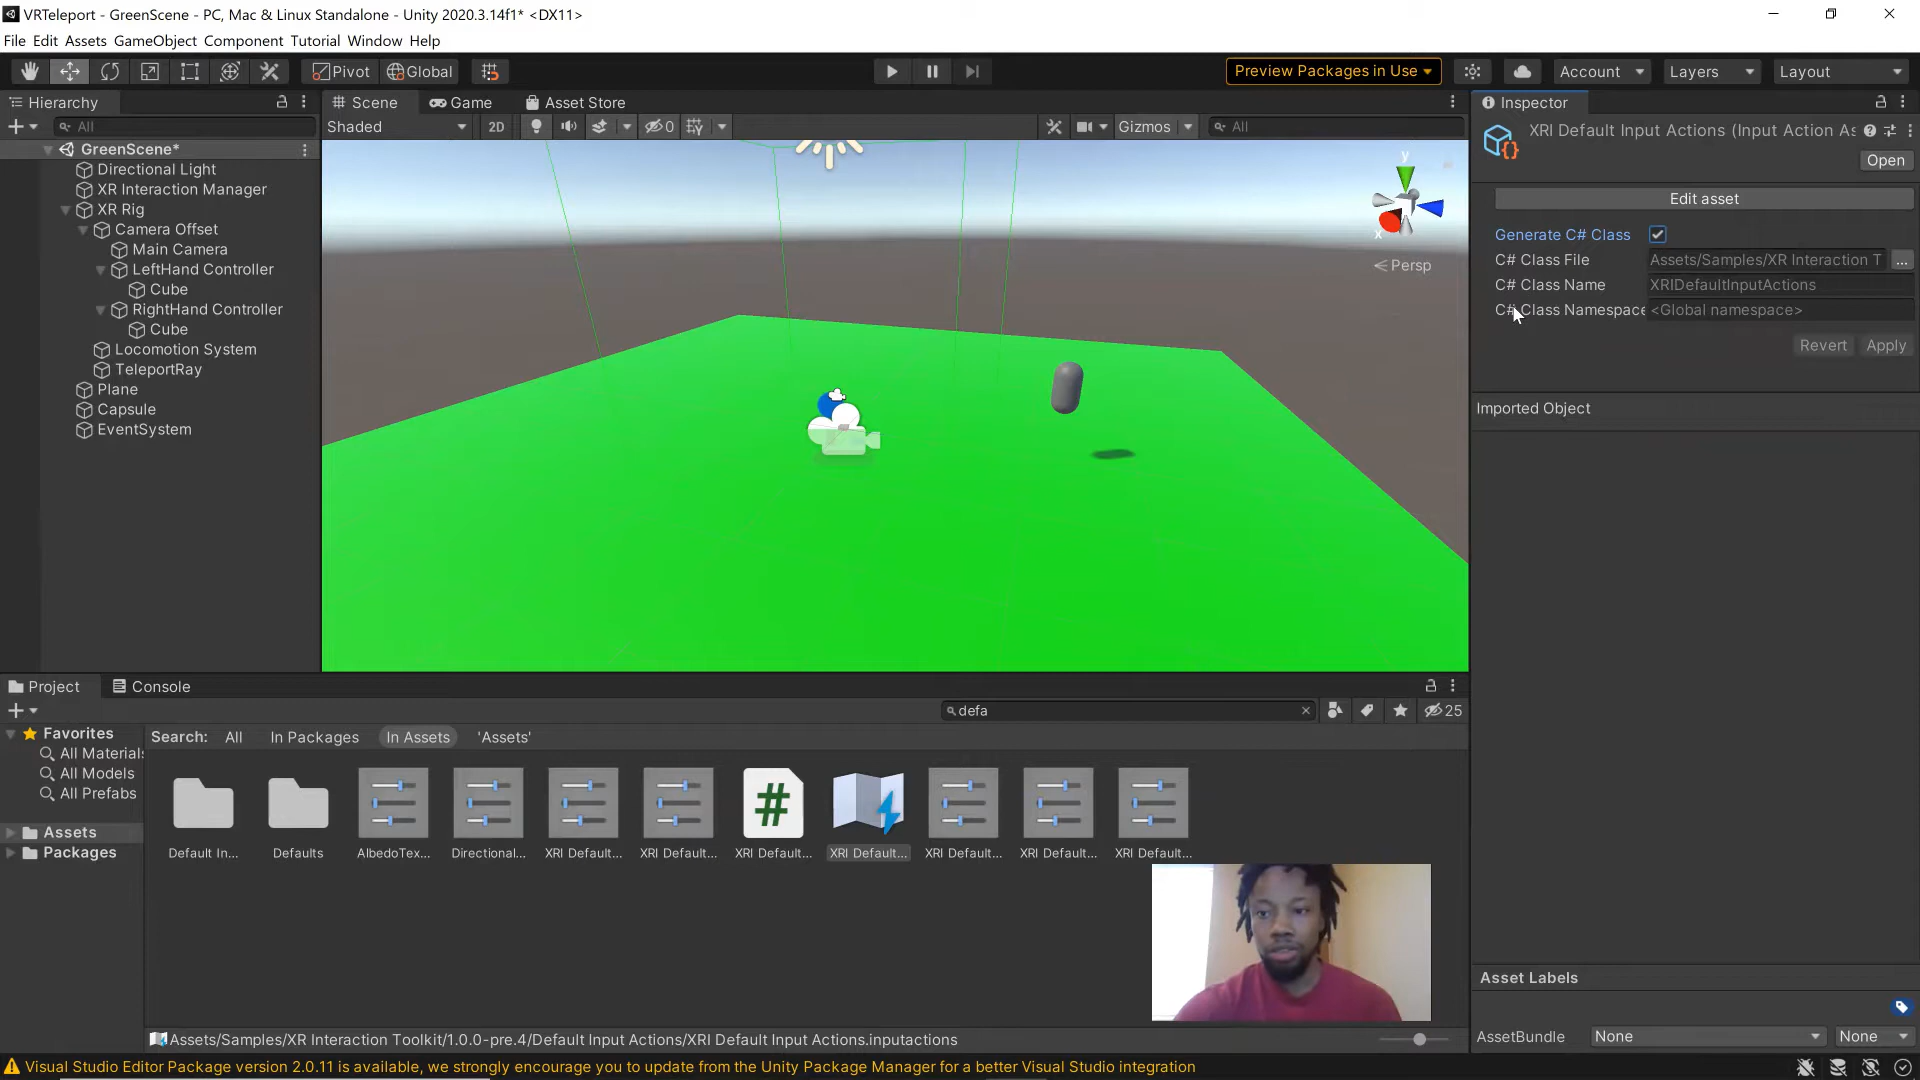 VRTeleport - GreenScene - PC, Mac & Linux Standalone - Unity 2020.3.14f1* <DX11>
File Edit Assets GameObject Component Tutorial Window Help
Pivot Global Preview Packages in Use Account Layers Layout
Hierarchy
All
GreenScene*
Directional Light
XR Interaction Manager
XR Rig
Camera Offset
Main Camera
LeftHand Controller
Cube
RightHand Controller
Cube
Locomotion System
TeleportRay
Plane
Capsule
EventSystem
Scene Game Asset Store
Shaded 2D 0 Gizmos All
y
x
Persp
Inspector
XRI Default Input Actions (Input Action As
Open
Edit asset
Generate C# Class
C# Class File Assets/Samples/XR Interaction T ...
C# Class Name XRIDefaultInputActions
C# Class Namespace <Global namespace>
Revert Apply
Imported Object
Asset Labels
AssetBundle None None
Project Console
defa 25
Favorites
All Materials
All Models
All Prefabs
Assets
Packages
Search: All In Packages In Assets 'Assets'
Default In... Defaults AlbedoTex... Directional... XRI Default... XRI Default... XRI Default... XRI Default... XRI Default... XRI Default... XRI Default...
Assets/Samples/XR Interaction Toolkit/1.0.0-pre.4/Default Input Actions/XRI Default Input Actions.inputactions
Visual Studio Editor Package version 2.0.11 is available, we strongly encourage you to update from the Unity Package Manager for a better Visual Studio integration